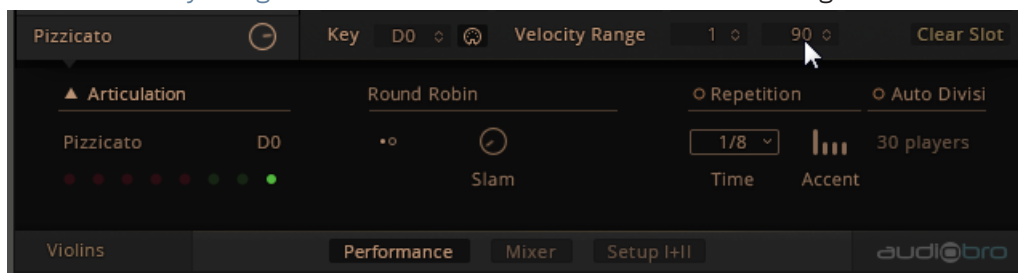 Pizzicato Key D0 Velocity Range 1 90 Clear Slot
Articulation Round Robin Repetition Auto Divisi
Pizzicato D0 1/8 30 players
Slam Time Accent
Violins Performance Mixer Setup I+II audiobro